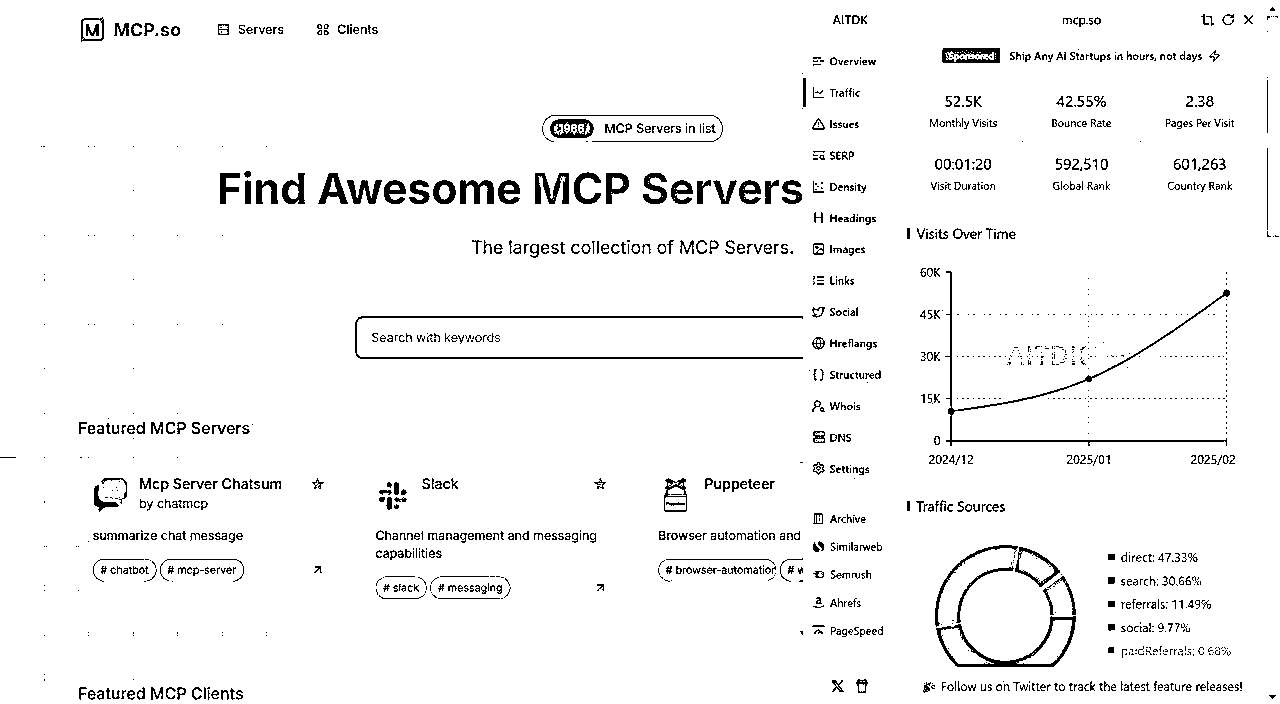 MCP.so
Servers
Clients
MCP Servers in list
Find Awesome MCP Servers
The largest collection of MCP Servers.
Search with keywords
Featured MCP Servers
Mcp Server Chatsum
by chatmcp
summarize chat message
# chatbot
# mcp-server
Slack
Channel management and messaging
capabilities
# slack
# messaging
Puppeteer
Browser automation and
# browser-automation
Featured MCP Clients
AITDK
mcp.so
Overview
Traffic
Issues
SERP
Density
Headings
Images
Links
Social
Hreflangs
Structured
Whois
DNS
Settings
Archive
Similarweb
Semrush
Ahrefs
PageSpeed
Sponsored
Ship Any AI Startups in hours, not days
52.5K
Monthly Visits
42.55%
Bounce Rate
2.38
Pages Per Visit
00:01:20
Visit Duration
592,510
Global Rank
601,263
Country Rank
Visits Over Time
60K
45K
30K
15K
0
AITDK
2024/12
2025/01
2025/02
Traffic Sources
direct: 47.33%
search: 30.66%
referrals: 11.49%
social: 9.77%
paidReferrals: 0.68%
Follow us on Twitter to track the latest feature releases!